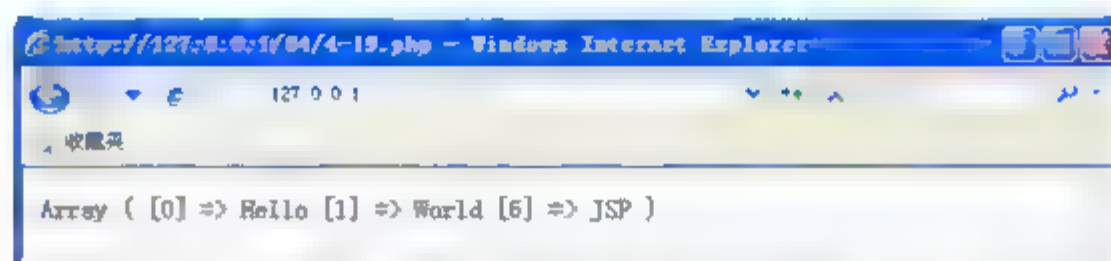 http://127.0.0.1/04/4-19.php - Windows Internet Explorer
127 0 0 1
收藏夹
Array ( [0] => Hello [1] => World [6] => JSP )